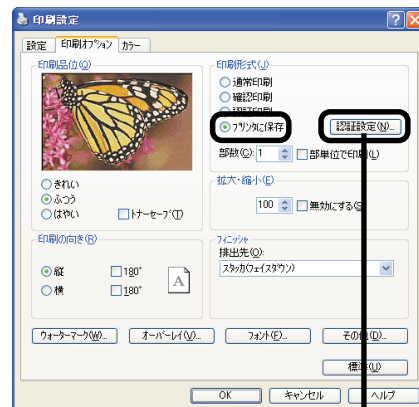 印刷設定
設定 印刷オプション カラー
印刷品位(Q)
きれい
ふつう
はやい トナーセーブ(T)
印刷形式(J)
通常印刷
確認印刷
認証印刷
プリンタに保存 認証設定(N)...
部数(C): 1 部単位で印刷(L)
拡大・縮小(E)
100 無効にする(S)
印刷の向き(R)
縦 180°
横 180°
A
フィニッシャ
排出先(O):
スタッカ(フェイスダウン)
ウォーターマーク(W)... オーバーレイ(V)... フォント(F)... その他(D)...
標準(U)
OK キャンセル ヘルプ